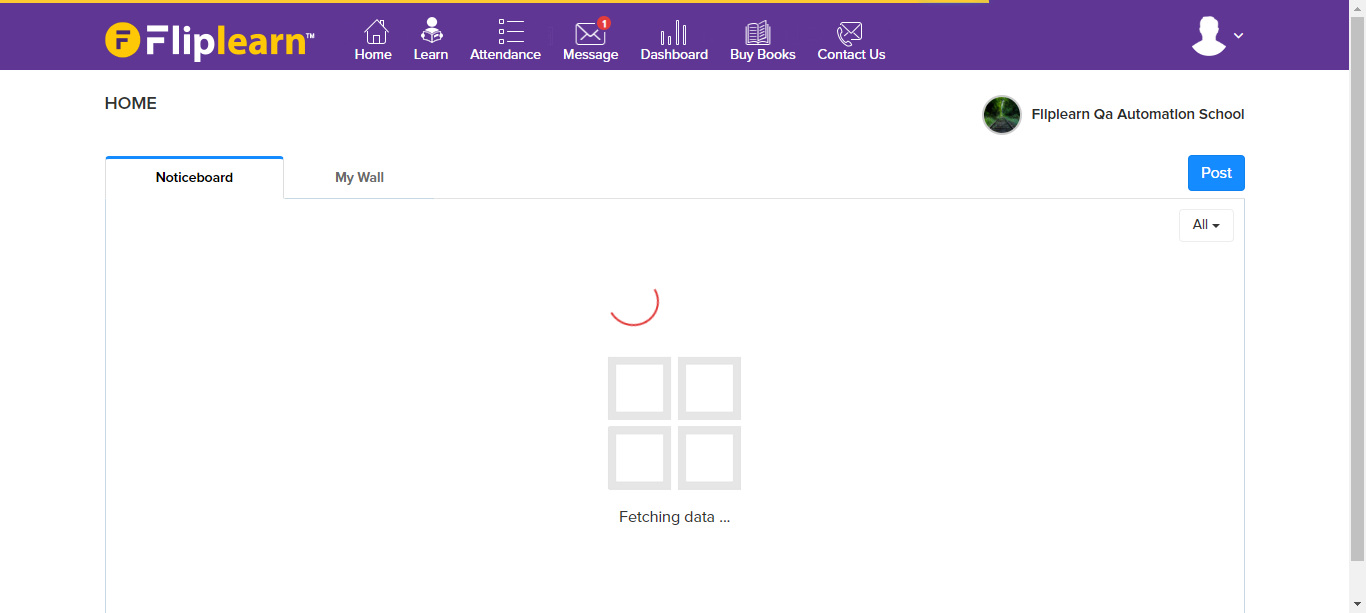 Fliplearn™
1
Home
Learn
Attendance
Message
Dashboard
Buy Books
Contact Us
HOME
Fliplearn Qa Automation School
Noticeboard
My Wall
Post
All
Fetching data ...